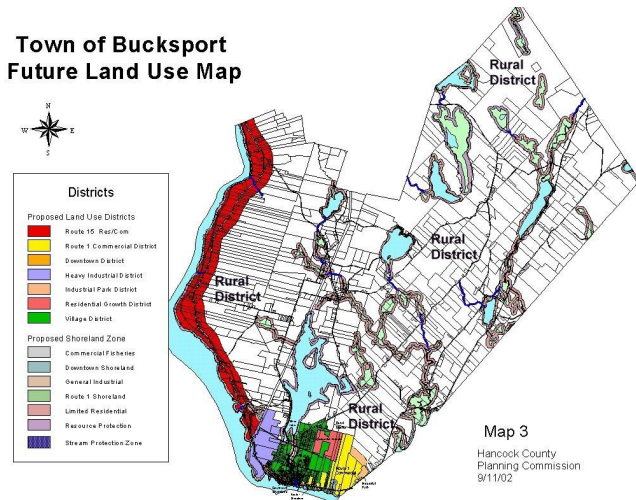 Town of Bucksport
Future Land Use Map
N
W
E
S
Districts
Proposed Land Use Districts
Route 15 Res/Com
Route 1 Commercial District
Downtown District
Heavy Industrial District
Industrial Park District
Residential Growth District
Village District
Proposed Shoreland Zone
Commercial Fisheries
Downtown Shoreland
General Industrial
Route 1 Shoreland
Limited Residential
Resource Protection
Stream Protection Zone
Rural
District
Rural
District
Rural
District
Rural
District
Map 3
Hancock County
Planning Commission
9/11/02